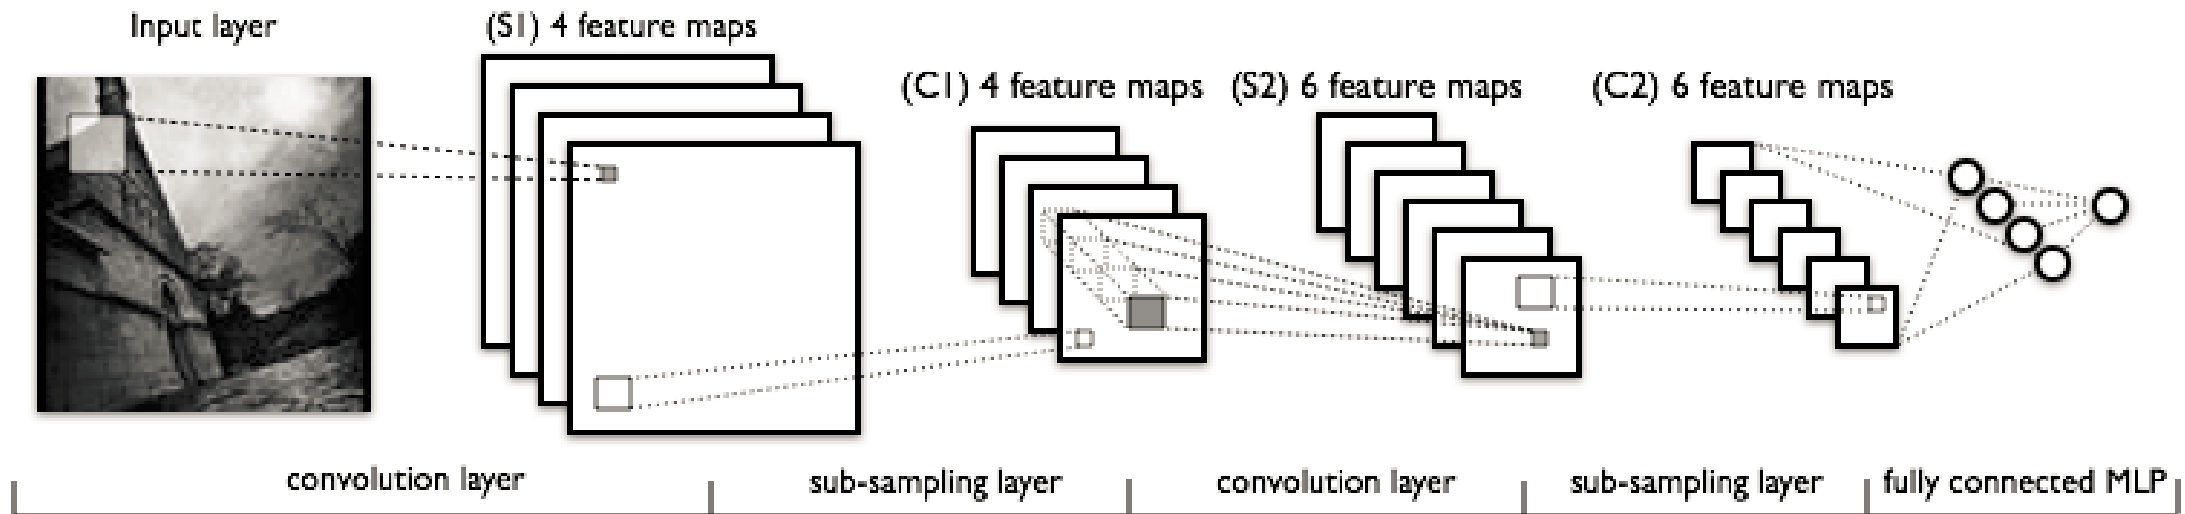 Input layer
(S1) 4 feature maps
(C1) 4 feature maps
(S2) 6 feature maps
(C2) 6 feature maps
convolution layer
sub-sampling layer
convolution layer
sub-sampling layer
fully connected MLP